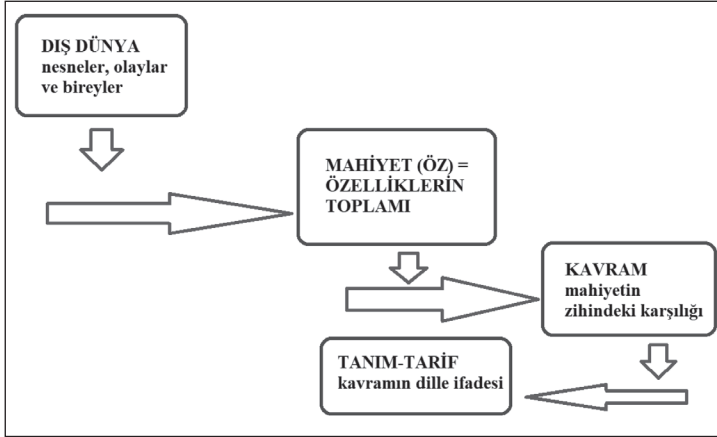 DIŞ DÜNYA
nesneler, olaylar
ve bireyler
MAHİYET (ÖZ) =
ÖZELLİKLERİN
TOPLAMI
KAVRAM
mahiyetin
zihindeki karşılığı
TANIM-TARİF
kavramın dille ifadesi